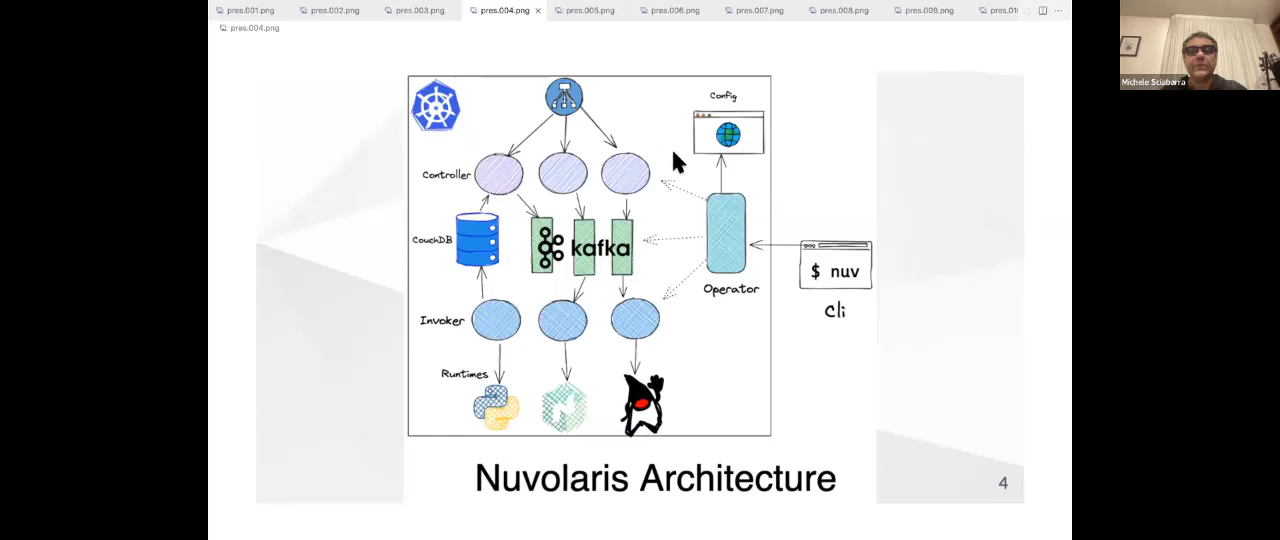 pres.001.png
pres.002.png
pres.003.png
pres.004.png
pres.005.png
pres.006.png
pres.007.png
pres.008.png
pres.009.png
pres.01
pres.004.png
Michele Sciabarra
Config
Controller
CouchDB
kafka
$ nuv
Operator
Cli
Invoker
Runtimes
Nuvolaris Architecture
4